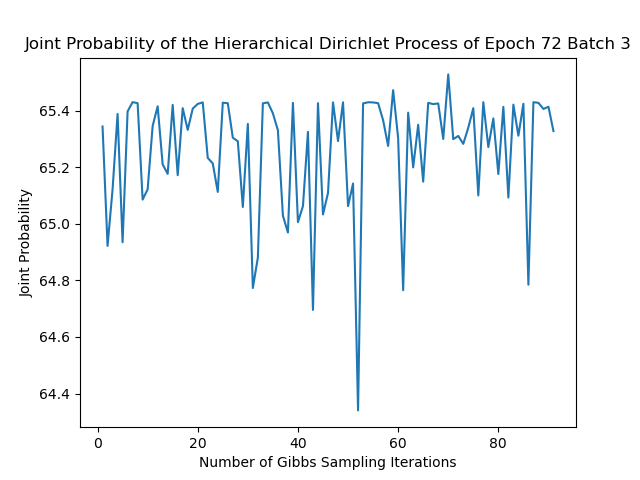 Joint Probability of the Hierarchical Dirichlet Process of Epoch 72 Batch 3
65.4
65.2
65.0
64.8
64.6
64.4
Joint Probability
0 20 40 60 80
Number of Gibbs Sampling Iterations